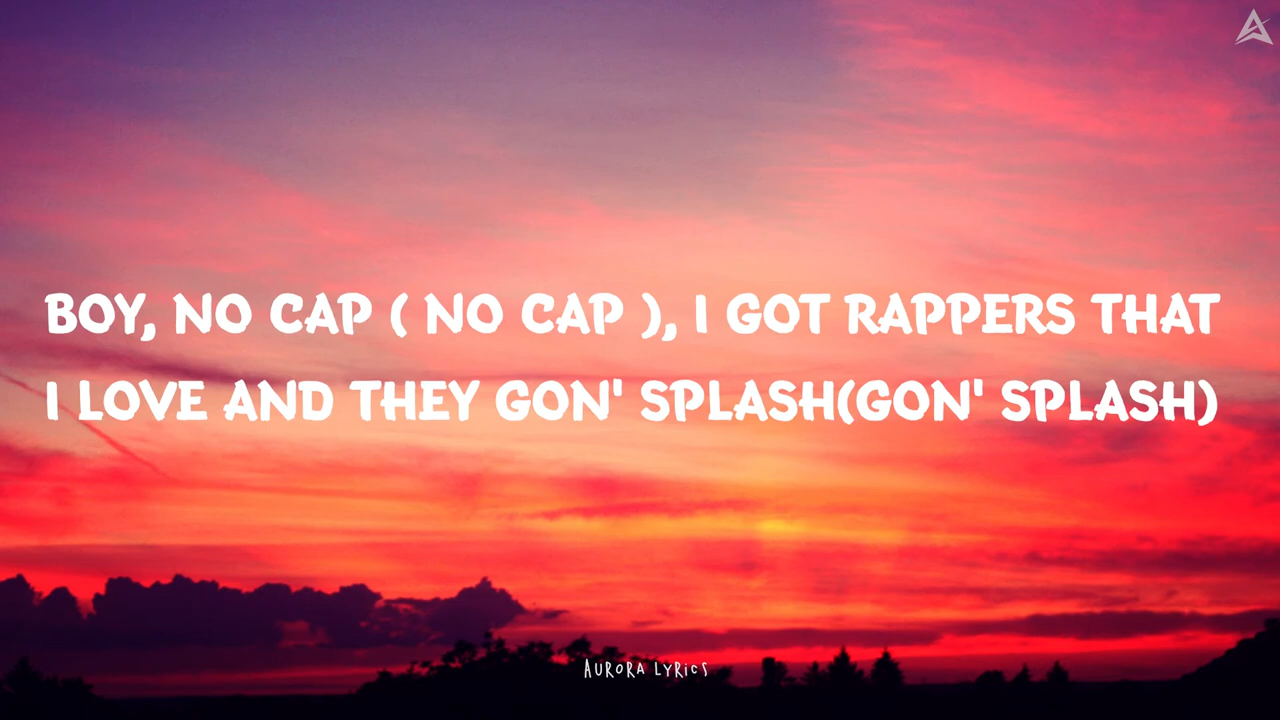 BOY, NO CAP ( NO CAP ), I GOT RAPPERS THAT
I LOVE AND THEY GON' SPLASH(GON' SPLASH)
AURORA LYRICS